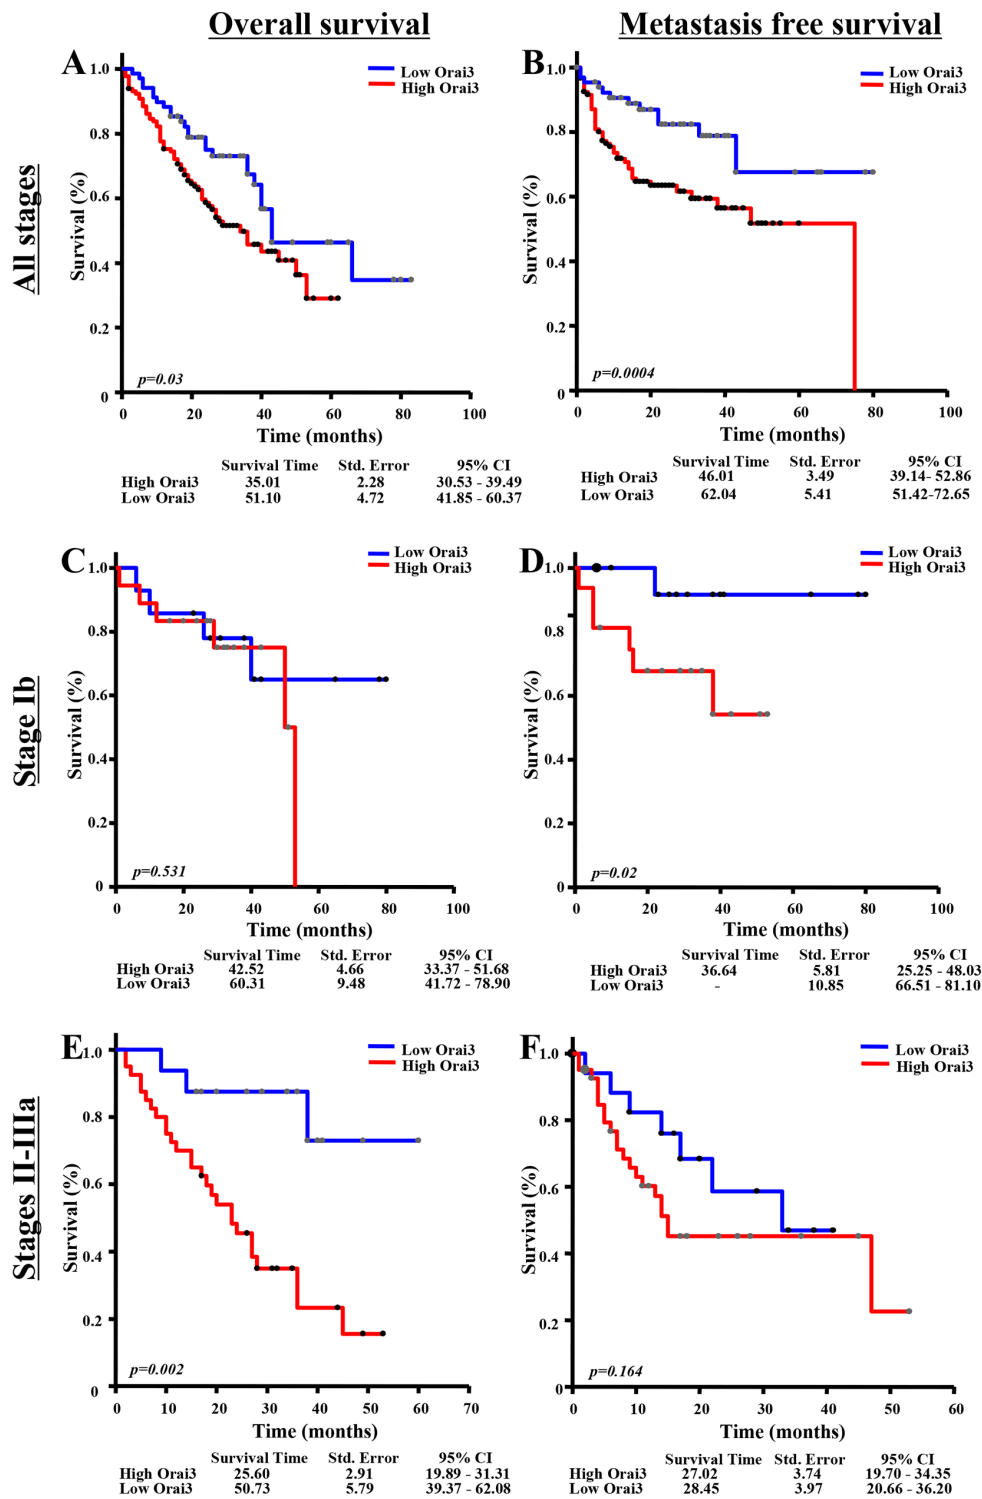 Overall survival
Metastasis free survival
All stages
A
Low Orai3
High Orai3
Survival (%)
1.0
0.8
0.6
0.4
0.2
0
p=0.03
0 20 40 60 80 100
Time (months)
Survival Time Std. Error 95% CI
High Orai3 35.01 2.28 30.53 - 39.49
Low Orai3 51.10 4.72 41.85 - 60.37
B
Low Orai3
High Orai3
Survival (%)
1.0
0.8
0.6
0.4
0.2
0
p=0.0004
0 20 40 60 80 100
Time (months)
Survival Time Std. Error 95% CI
High Orai3 46.01 3.49 39.14- 52.86
Low Orai3 62.04 5.41 51.42-72.65
Stage Ib
C
Low Orai3
High Orai3
Survival (%)
1.0
0.8
0.6
0.4
0.2
0
p=0.531
0 20 40 60 80 100
Time (months)
Survival Time Std. Error 95% CI
High Orai3 42.52 4.66 33.37 - 51.68
Low Orai3 60.31 9.48 41.72 - 78.90
D
Low Orai3
High Orai3
Survival (%)
1.0
0.8
0.6
0.4
0.2
0
p=0.02
0 20 40 60 80 100
Time (months)
Survival Time Std. Error 95% CI
High Orai3 36.64 5.81 25.25 - 48.03
Low Orai3 - 10.85 66.51 - 81.10
Stages II-IIIa
E
Low Orai3
High Orai3
Survival (%)
1.0
0.8
0.6
0.4
0.2
0
p=0.002
0 10 20 30 40 50 60 70
Time (months)
Survival Time Std. Error 95% CI
High Orai3 25.60 2.91 19.89 - 31.31
Low Orai3 50.73 5.79 39.37 - 62.08
F
Low Orai3
High Orai3
Survival (%)
1.0
0.8
0.6
0.4
0.2
0
p=0.164
0 10 20 30 40 50 60
Time (months)
Survival Time Std. Error 95% CI
High Orai3 27.02 3.74 19.70 - 34.35
Low Orai3 28.45 3.97 20.66 - 36.20